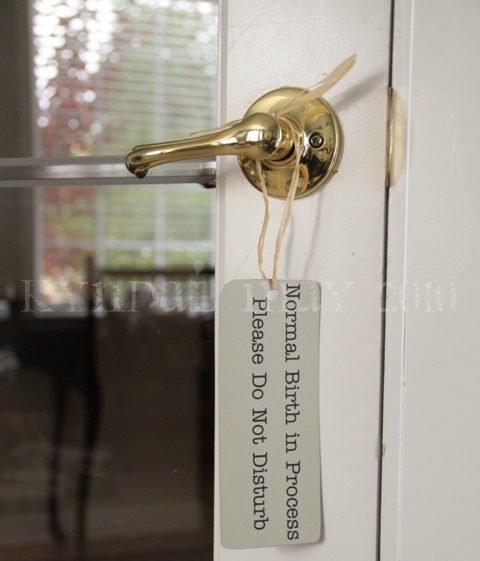 Normal Birth in Process
Please Do Not Disturb